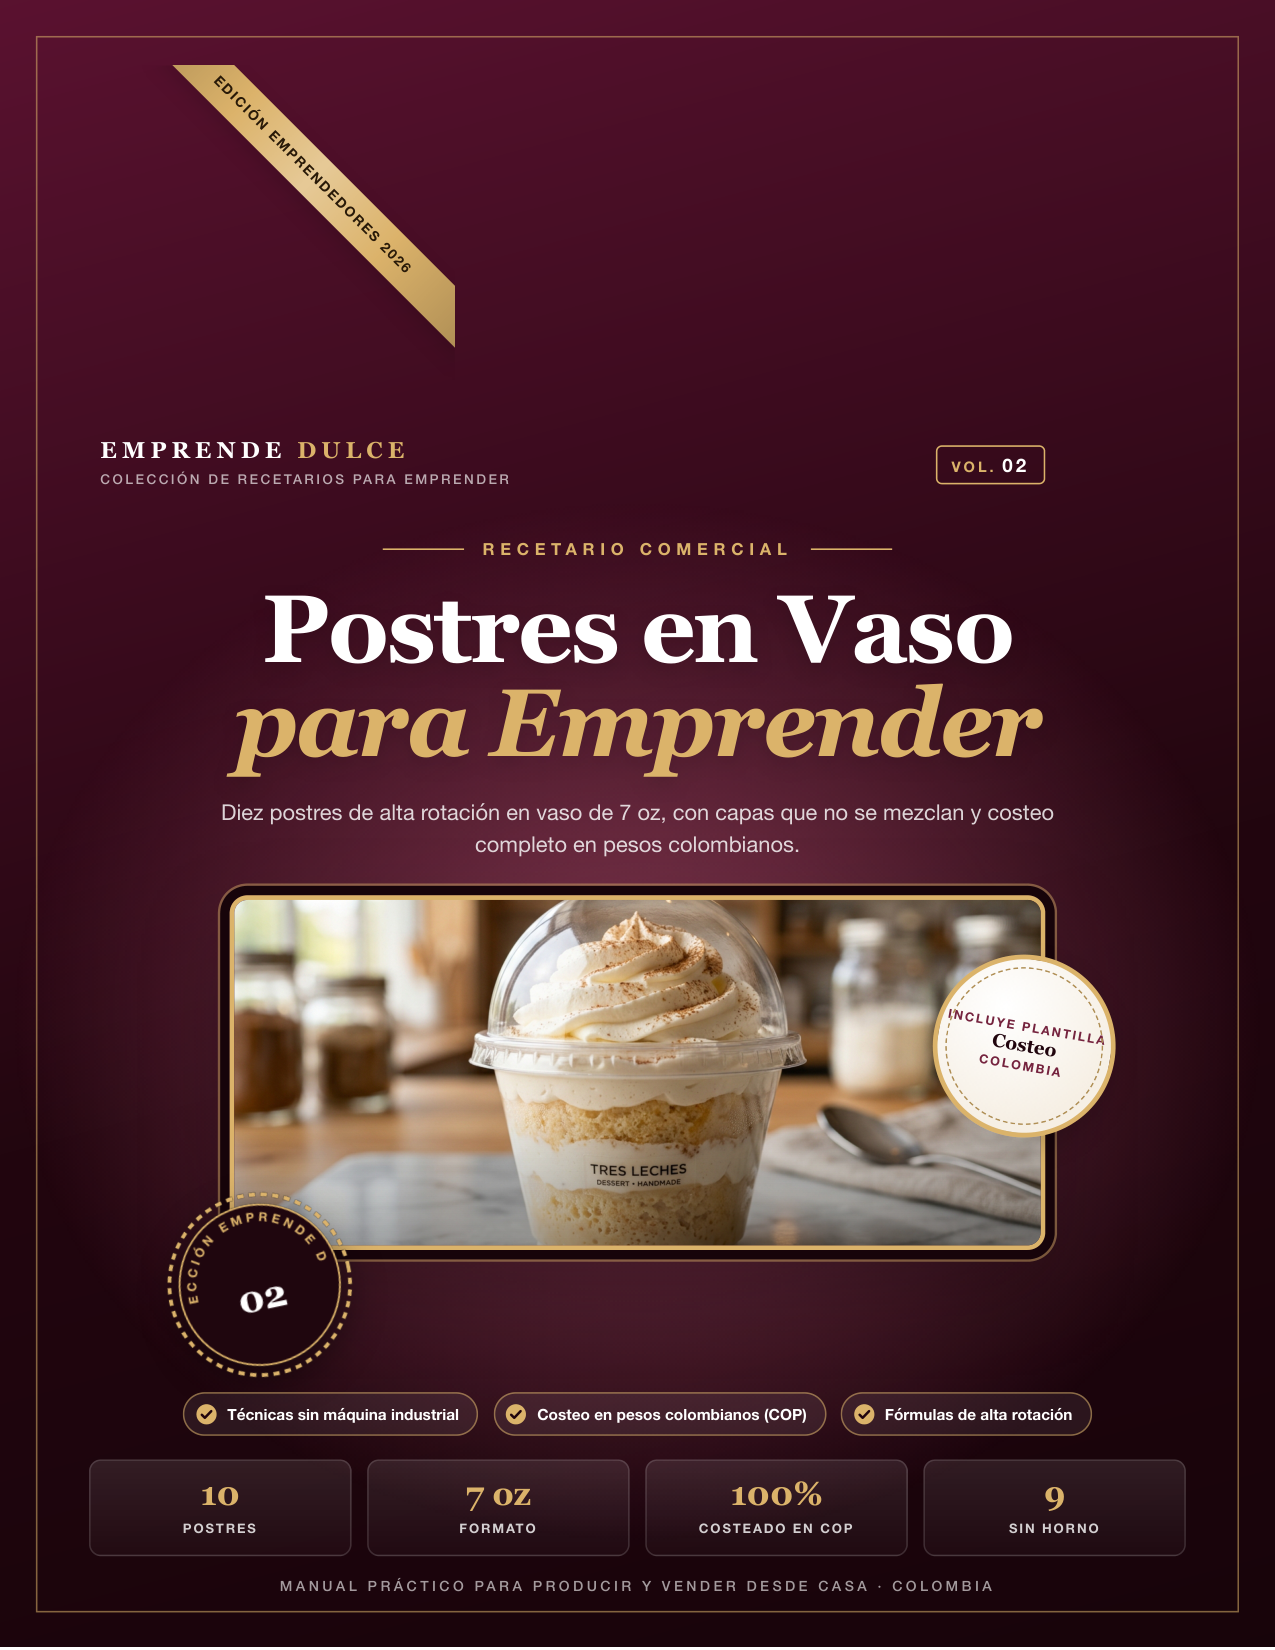 EDICIÓN EMPRENDEDORES 2026
EMPRENDE DULCE
COLECCIÓN DE RECETARIOS PARA EMPRENDER
VOL. 02
RECETARIO COMERCIAL
Postres en Vaso
para Emprender
Diez postres de alta rotación en vaso de 7 oz, con capas que no se mezclan y costeo
completo en pesos colombianos.
INCLUYE PLANTILLA
Costeo
COLOMBIA
TRES LECHES
DESSERT • HANDMADE
ECCIÓN EMPRENDE D
02
Técnicas sin máquina industrial
Costeo en pesos colombianos (COP)
Fórmulas de alta rotación
10
POSTRES
7 oz
FORMATO
100%
COSTEADO EN COP
9
SIN HORNO
MANUAL PRÁCTICO PARA PRODUCIR Y VENDER DESDE CASA · COLOMBIA